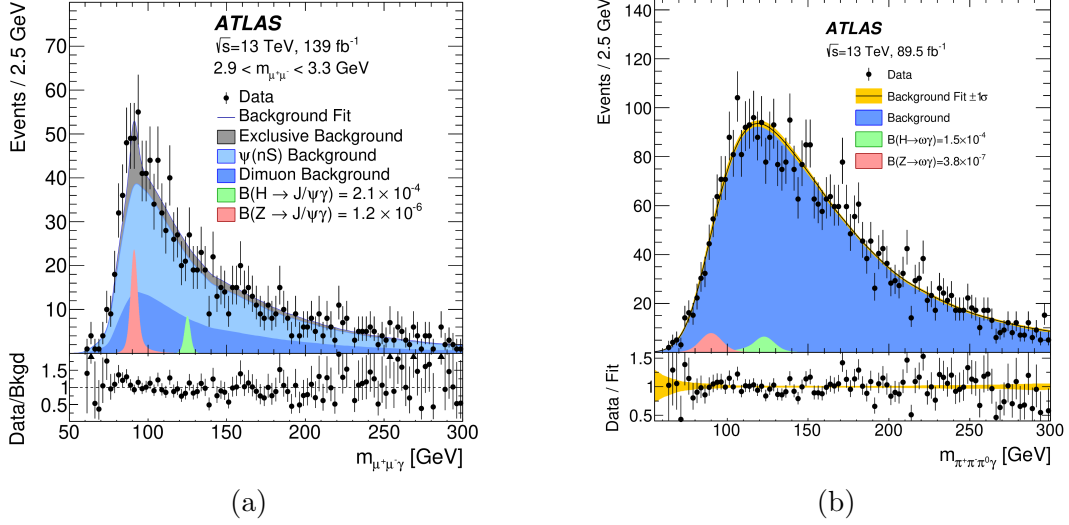 ATLAS
√s=13 TeV, 139 fb⁻¹
2.9 < m_μ⁺μ⁻ < 3.3 GeV
Data
Background Fit
Exclusive Background
ψ(nS) Background
Dimuon Background
B(H → J/ψγ) = 2.1 × 10⁻⁴
B(Z → J/ψγ) = 1.2 × 10⁻⁶
Events / 2.5 GeV
70
60
50
40
30
20
10
Data/Bkgd
1.5
1
0.5
50 100 150 200 250 300
m_μ⁺μ⁻γ [GeV]
(a)
ATLAS
√s=13 TeV, 89.5 fb⁻¹
Data
Background Fit ±1σ
Background
B(H→ωγ)=1.5×10⁻⁴
B(Z→ωγ)=3.8×10⁻⁷
Events / 2.5 GeV
140
120
100
80
60
40
20
Data / Fit
1.5
1
0.5
100 150 200 250 300
m_π⁺π⁻π⁰γ [GeV]
(b)